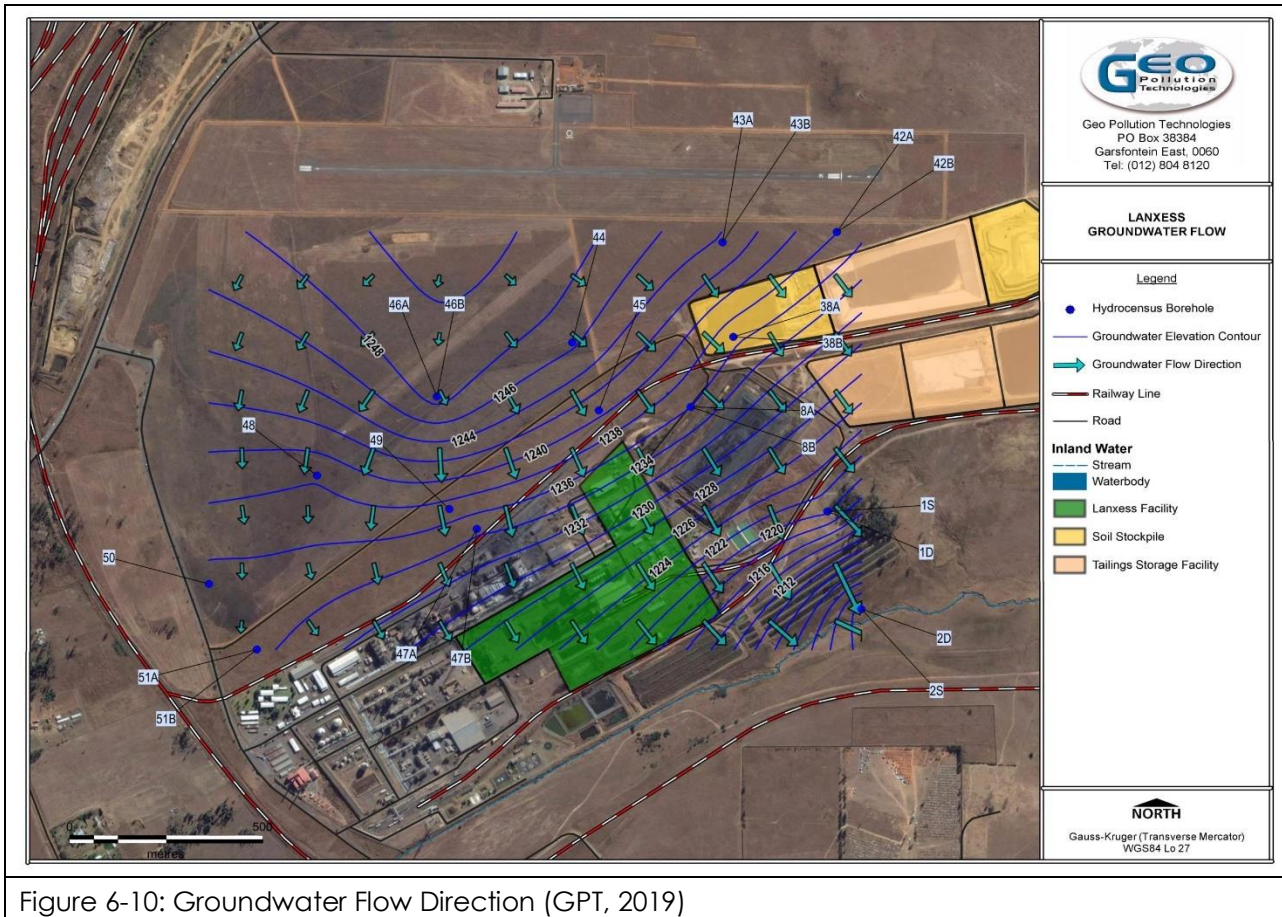 43A
43B
42A
42B
44
46A
46B
45
38A
38B
1248
1246
1244
1240
1238
1236
1234
1232
1230
1228
1226
1224
1222
1220
1216
1212
48
49
8A
8B
1S
1D
50
47A
47B
2D
2S
51A
51B
0 500
metres
GEO
Pollution
Technologies
Geo Pollution Technologies
PO Box 38384
Garsfontein East, 0060
Tel: (012) 804 8120
LANXESS
GROUNDWATER FLOW
Legend
Hydrocensus Borehole
Groundwater Elevation Contour
Groundwater Flow Direction
Railway Line
Road
Inland Water
Stream
Waterbody
Lanxess Facility
Soil Stockpile
Tailings Storage Facility
NORTH
Gauss-Kruger (Transverse Mercator)
WGS84 Lo 27
Figure 6-10: Groundwater Flow Direction (GPT, 2019)